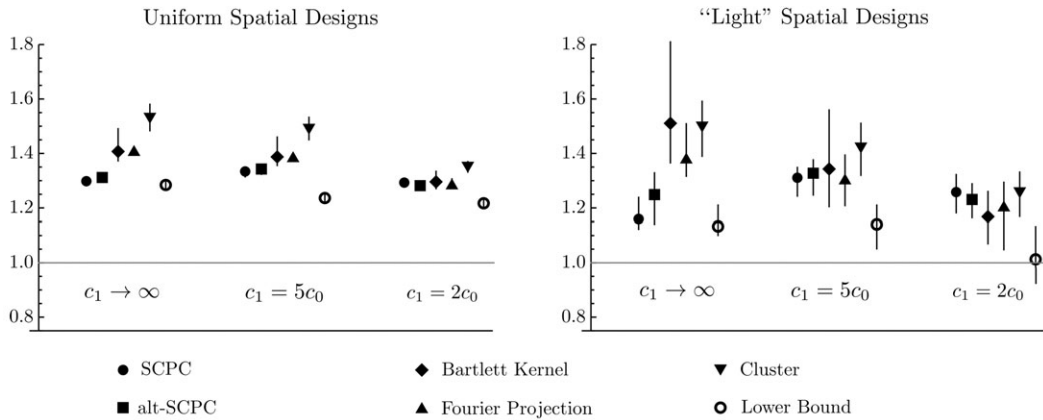 Uniform Spatial Designs
“Light” Spatial Designs
1.8
1.6
1.4
1.2
1.0
0.8
c₁ → ∞
c₁ = 5c₀
c₁ = 2c₀
1.8
1.6
1.4
1.2
1.0
0.8
c₁ → ∞
c₁ = 5c₀
c₁ = 2c₀
SCPC
Bartlett Kernel
Cluster
alt-SCPC
Fourier Projection
Lower Bound